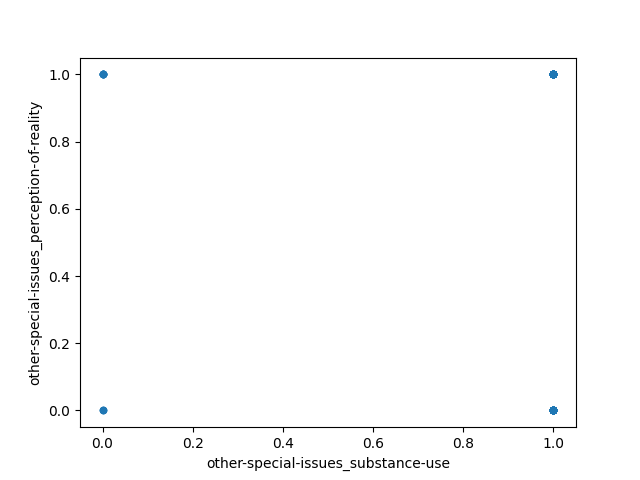 1.0
0.8
0.6
0.4
0.2
0.0
other-special-issues_perception-of-reality
0.0 0.2 0.4 0.6 0.8 1.0
other-special-issues_substance-use